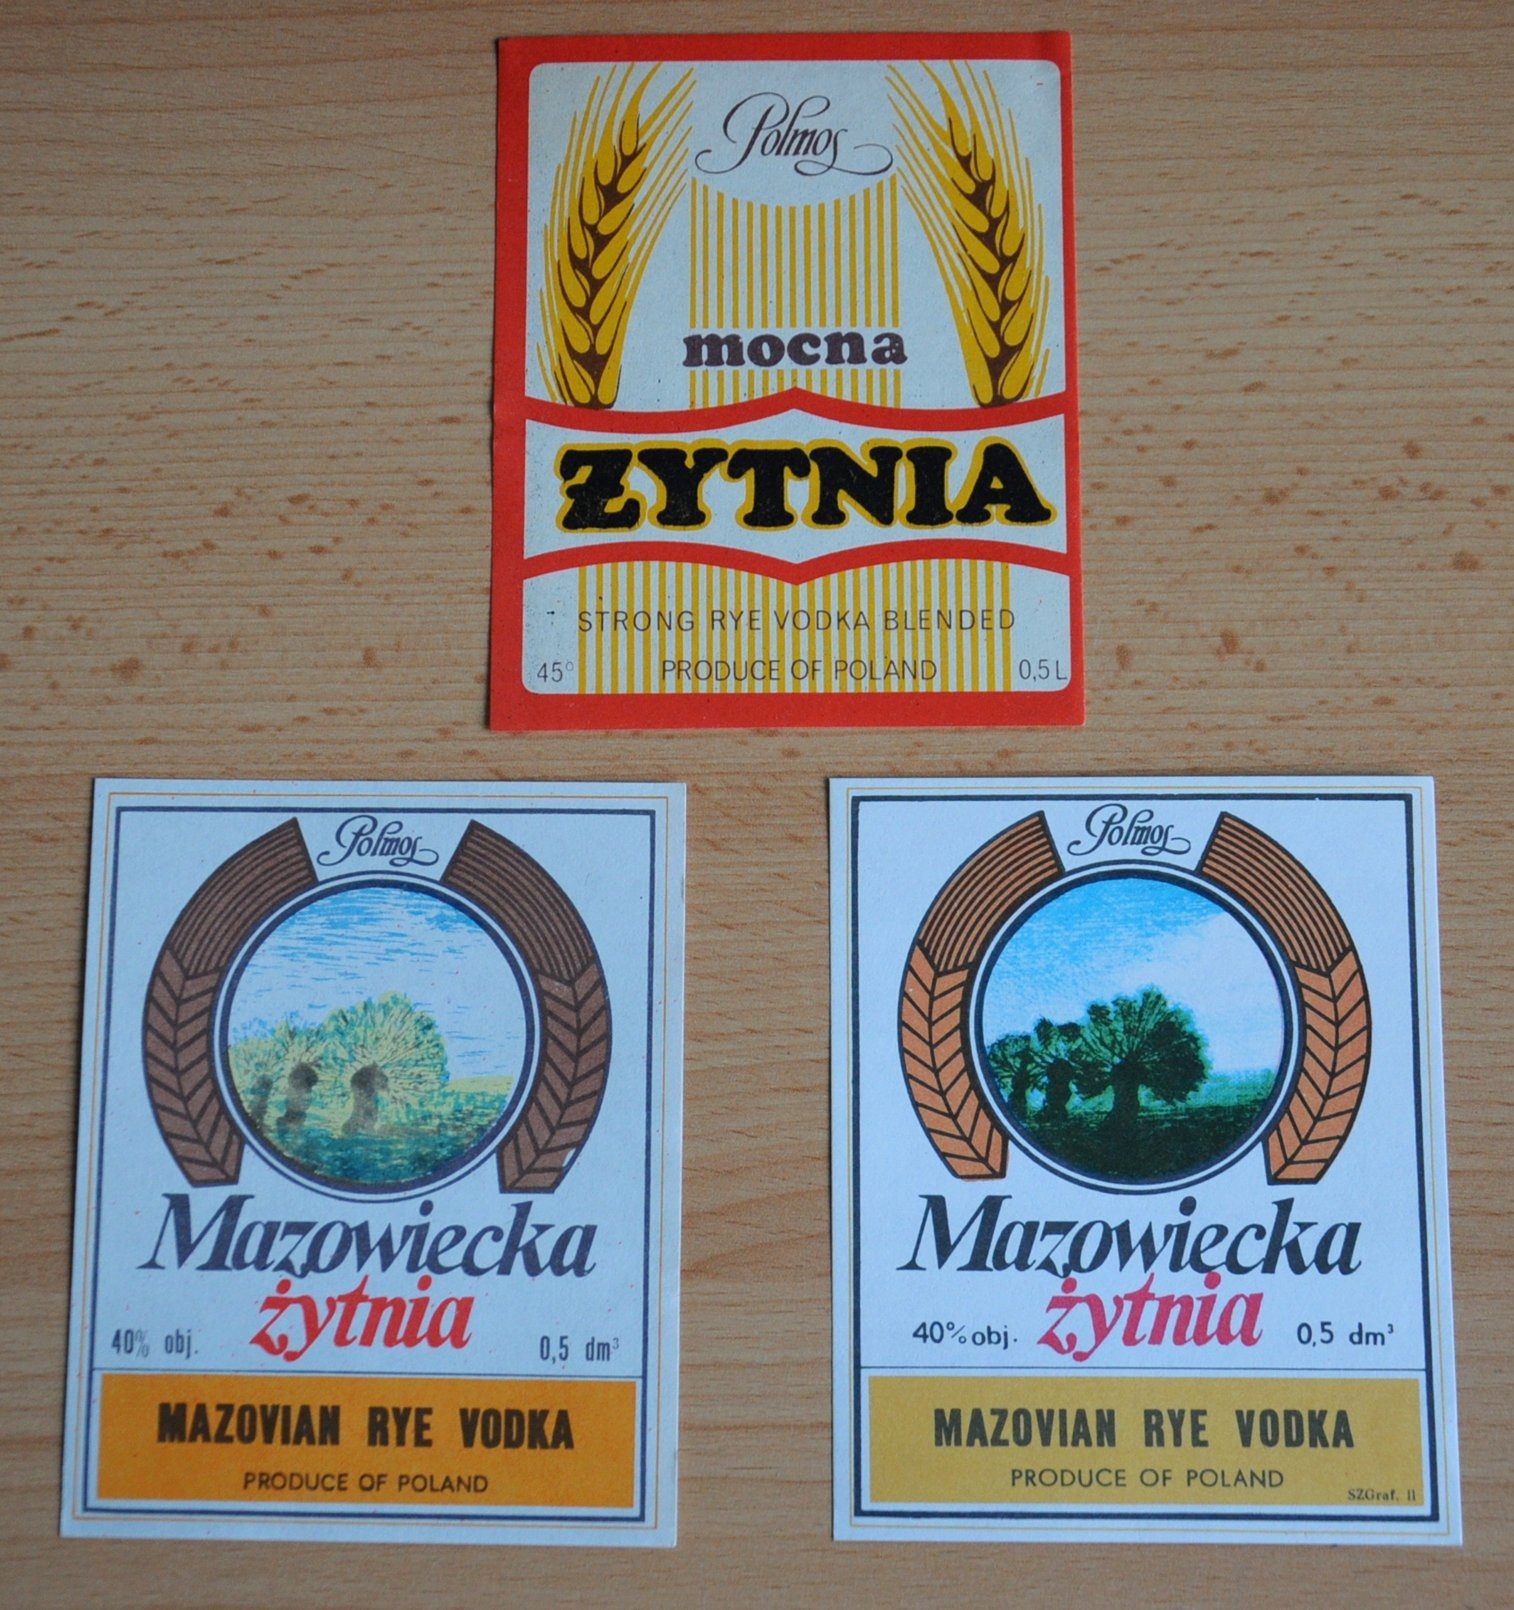 Polmos
mocna
ŻYTNIA
STRONG RYE VODKA BLENDED
45° PRODUCE OF POLAND 0,5 L
Polmos
Mazowiecka
żytnia
40% obj. 0,5 dm³
MAZOVIAN RYE VODKA
PRODUCE OF POLAND
Polmos
Mazowiecka
żytnia
40% obj. 0,5 dm³
MAZOVIAN RYE VODKA
PRODUCE OF POLAND
SZGraf. II